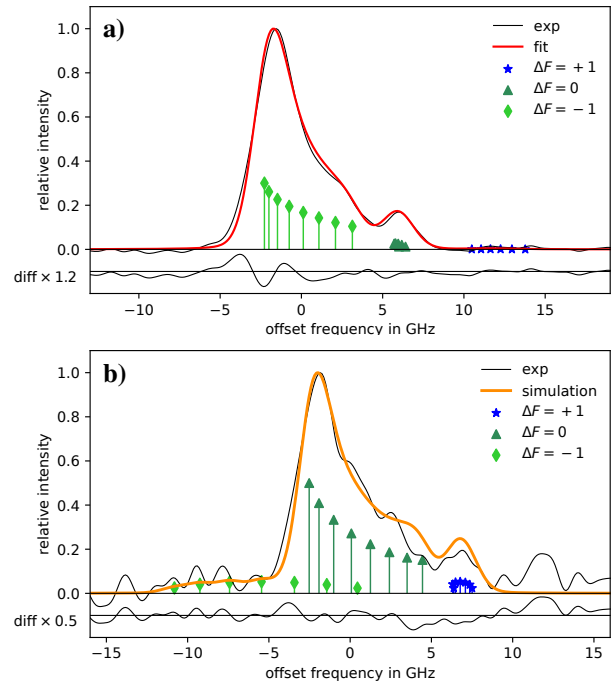 a)
exp
fit
ΔF = +1
ΔF = 0
ΔF = −1
relative intensity
1.0
0.8
0.6
0.4
0.2
0.0
diff × 1.2
−10 −5 0 5 10 15
offset frequency in GHz
b)
exp
simulation
ΔF = +1
ΔF = 0
ΔF = −1
relative intensity
1.0
0.8
0.6
0.4
0.2
0.0
diff × 0.5
−15 −10 −5 0 5 10 15
offset frequency in GHz